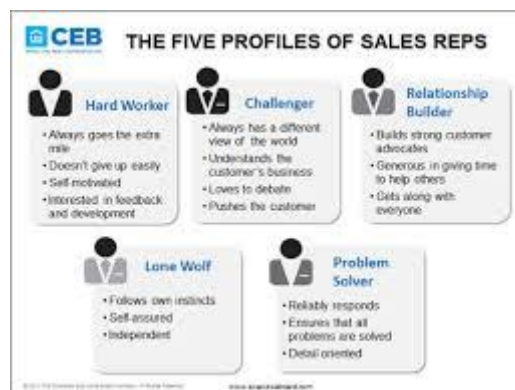 CEB
THE FIVE PROFILES OF SALES REPS
Hard Worker
• Always goes the extra
mile
• Doesn't give up easily
• Self-motivated
• Interested in feedback
and development
Challenger
• Always has a different
view of the world
• Understands the
customer's business
• Loves to debate
• Pushes the customer
Relationship
Builder
• Builds strong customer
advocates
• Generous in giving time
to help others
• Gets along with
everyone
Lone Wolf
• Follows own instincts
• Self-assured
• Independent
Problem
Solver
• Reliably responds
• Ensures that all
problems are solved
• Detail oriented